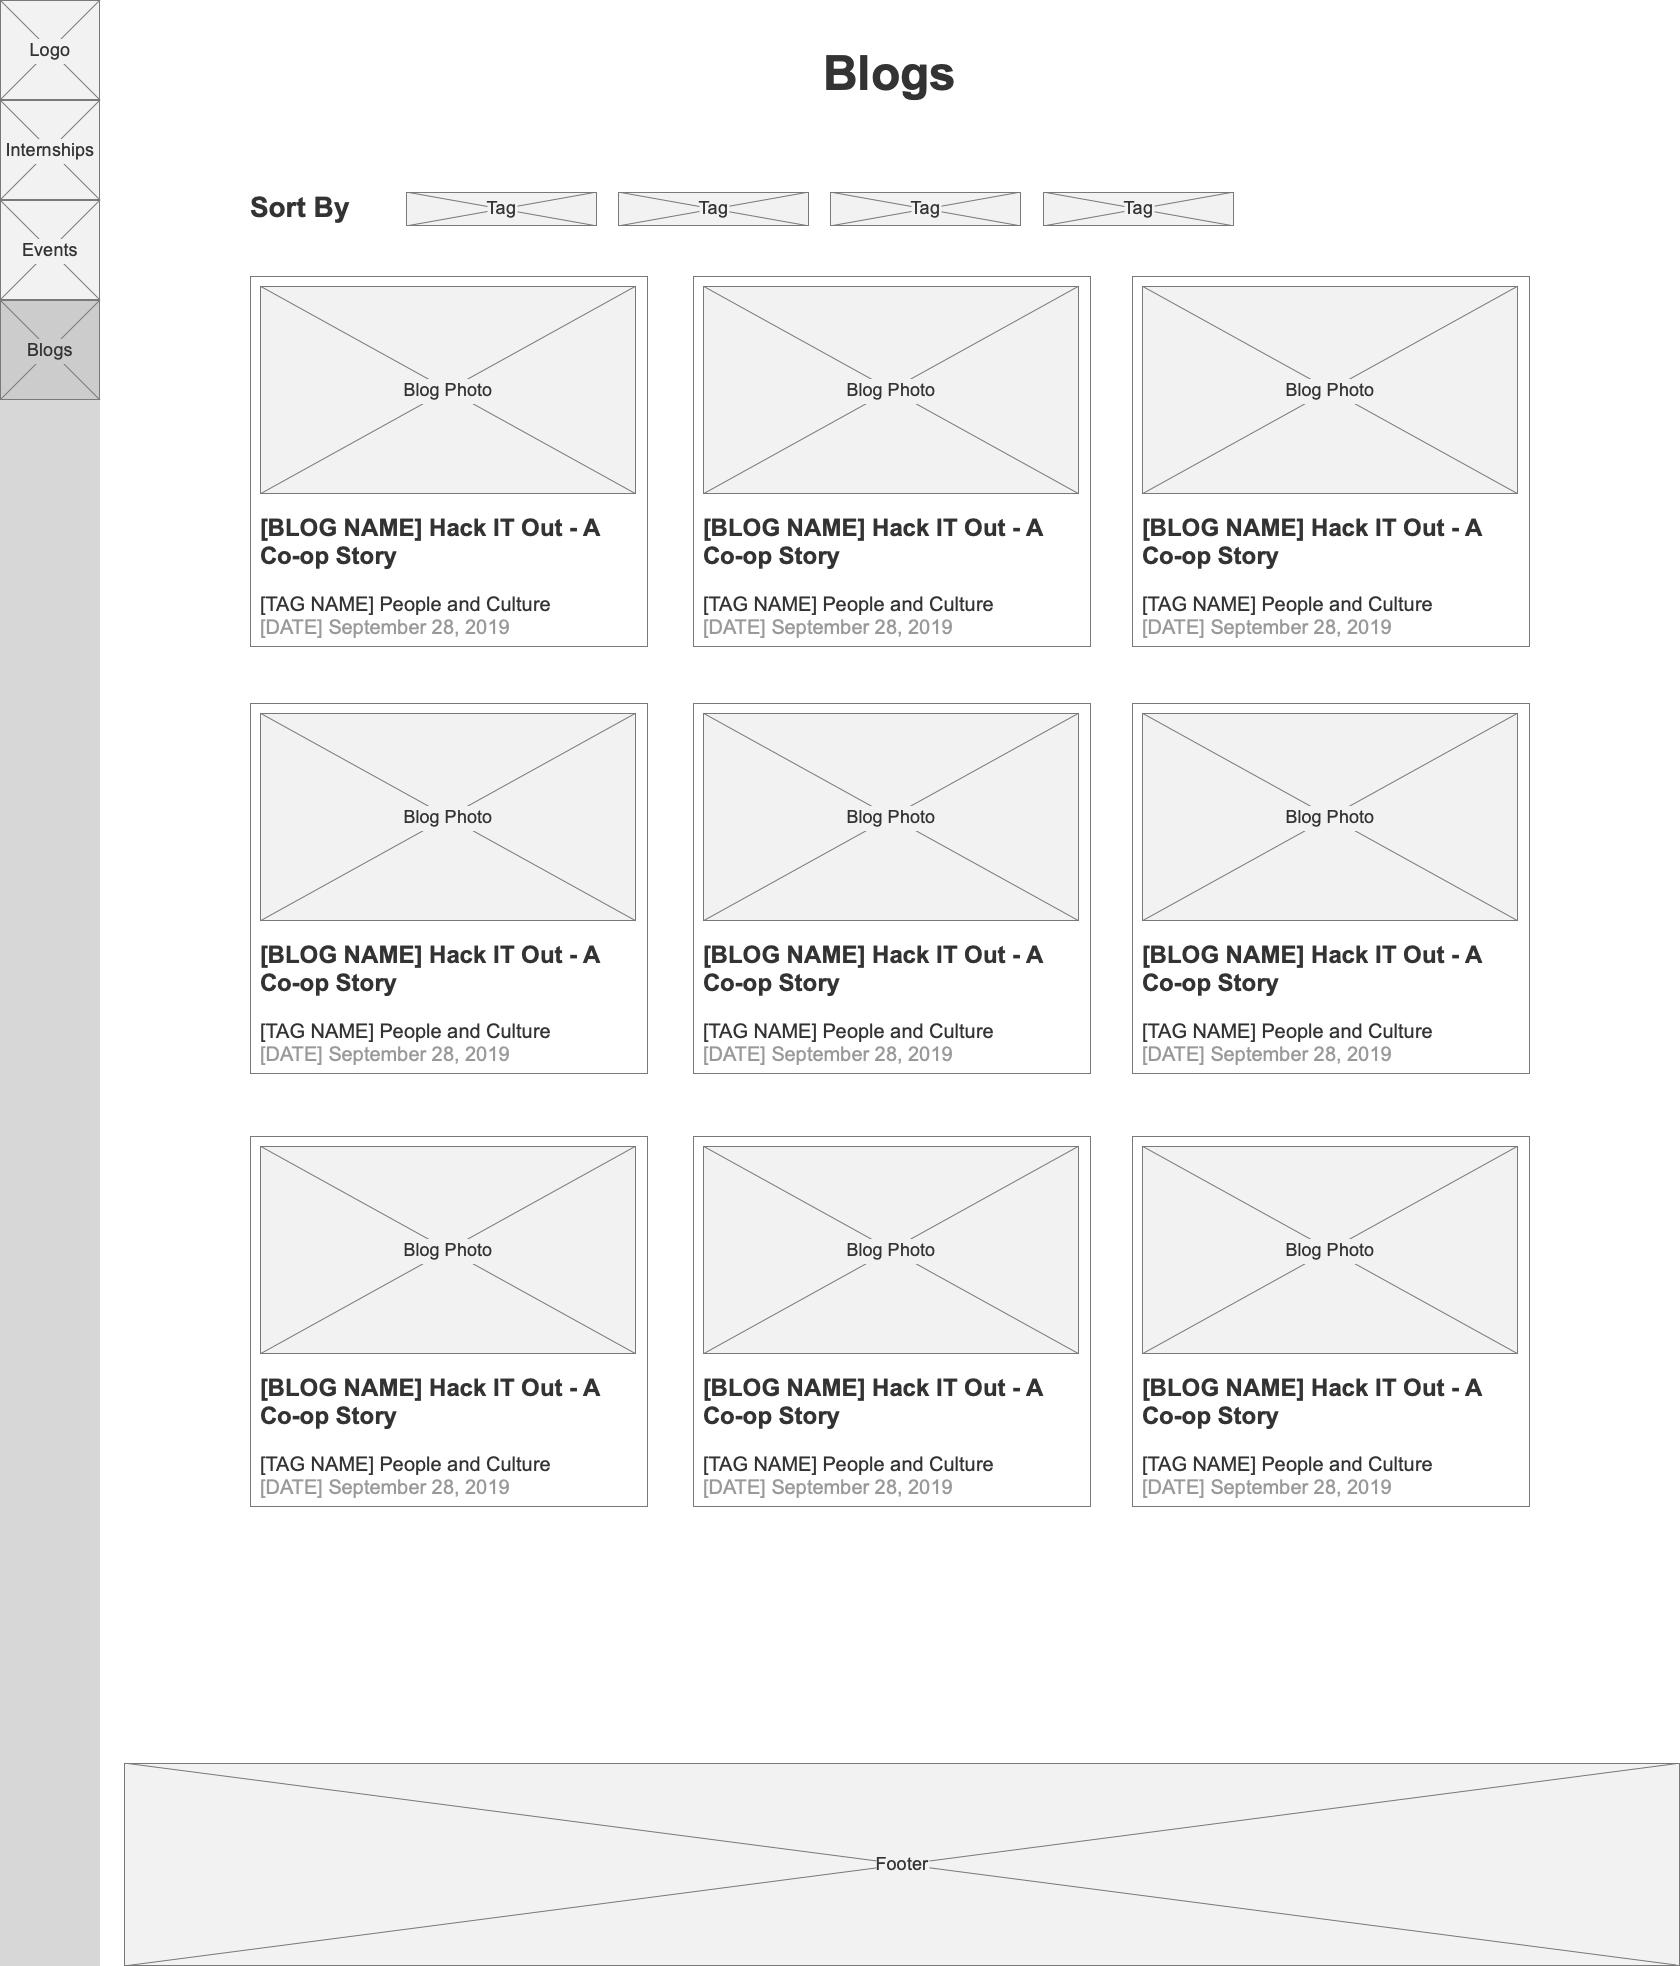 Logo
Internships
Events
Blogs
Blogs
Sort By
Tag
Tag
Tag
Tag
Blog Photo
[BLOG NAME] Hack IT Out - A
Co-op Story
[TAG NAME] People and Culture
[DATE] September 28, 2019
Blog Photo
[BLOG NAME] Hack IT Out - A
Co-op Story
[TAG NAME] People and Culture
[DATE] September 28, 2019
Blog Photo
[BLOG NAME] Hack IT Out - A
Co-op Story
[TAG NAME] People and Culture
[DATE] September 28, 2019
Blog Photo
[BLOG NAME] Hack IT Out - A
Co-op Story
[TAG NAME] People and Culture
[DATE] September 28, 2019
Blog Photo
[BLOG NAME] Hack IT Out - A
Co-op Story
[TAG NAME] People and Culture
[DATE] September 28, 2019
Blog Photo
[BLOG NAME] Hack IT Out - A
Co-op Story
[TAG NAME] People and Culture
[DATE] September 28, 2019
Blog Photo
[BLOG NAME] Hack IT Out - A
Co-op Story
[TAG NAME] People and Culture
[DATE] September 28, 2019
Blog Photo
[BLOG NAME] Hack IT Out - A
Co-op Story
[TAG NAME] People and Culture
[DATE] September 28, 2019
Blog Photo
[BLOG NAME] Hack IT Out - A
Co-op Story
[TAG NAME] People and Culture
[DATE] September 28, 2019
Footer